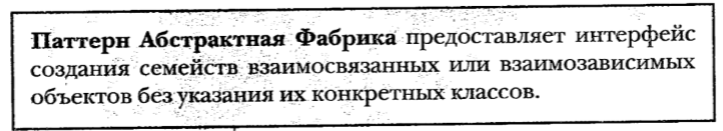 Паттерн Абстрактная Фабрика предоставляет интерфейс
создания семейств взаимосвязанных или взаимозависимых
объектов без указания их конкретных классов.